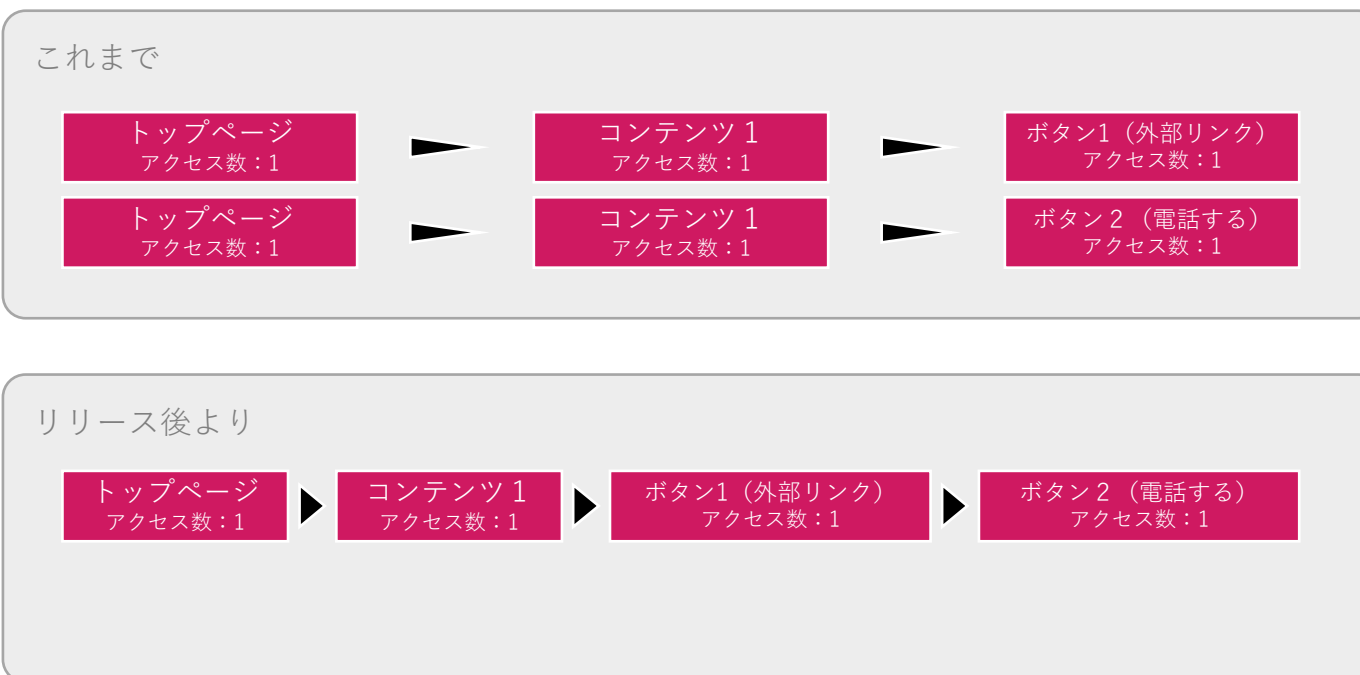 これまで
トップページ
アクセス数：1
コンテンツ１
アクセス数：1
ボタン1（外部リンク）
アクセス数：1
トップページ
アクセス数：1
コンテンツ１
アクセス数：1
ボタン２（電話する）
アクセス数：1
リリース後より
トップページ
アクセス数：1
コンテンツ１
アクセス数：1
ボタン1（外部リンク）
アクセス数：1
ボタン２（電話する）
アクセス数：1